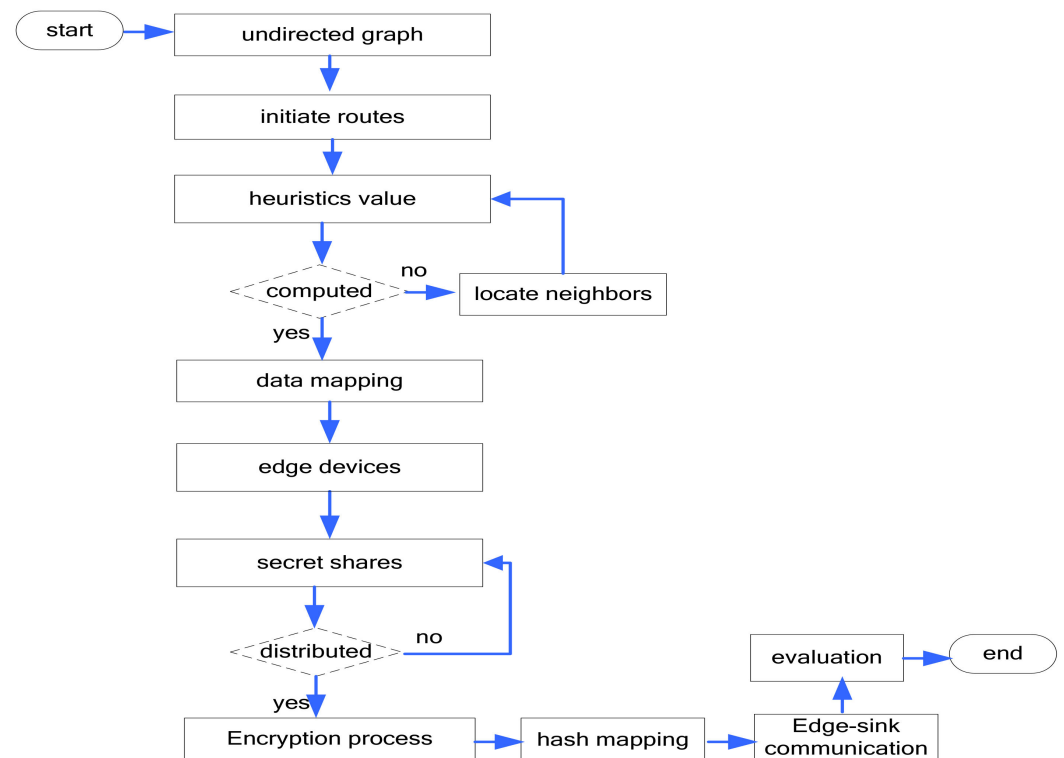 start
undirected graph
initiate routes
heuristics value
computed
no
locate neighbors
yes
data mapping
edge devices
secret shares
distributed
no
yes
Encryption process
hash mapping
Edge-sink
communication
evaluation
end